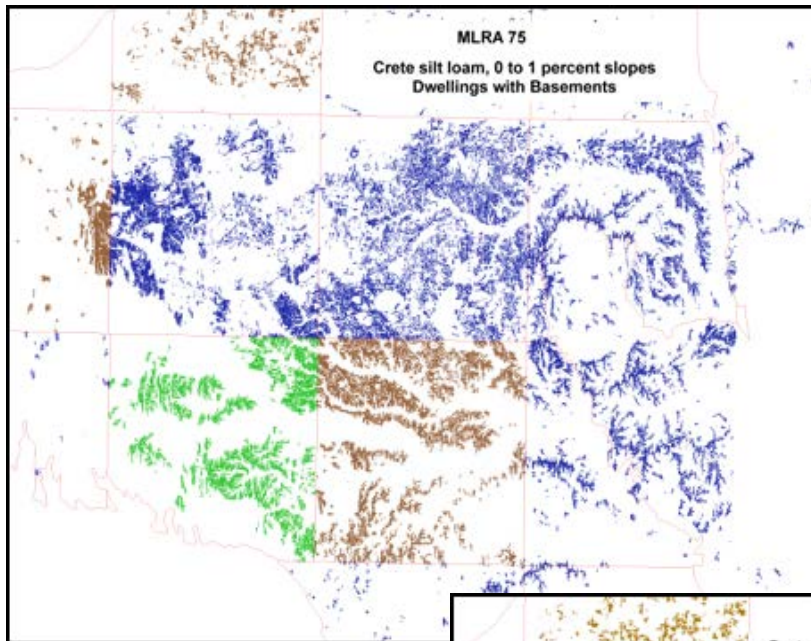 MLRA 75
Crete silt loam, 0 to 1 percent slopes
Dwellings with Basements